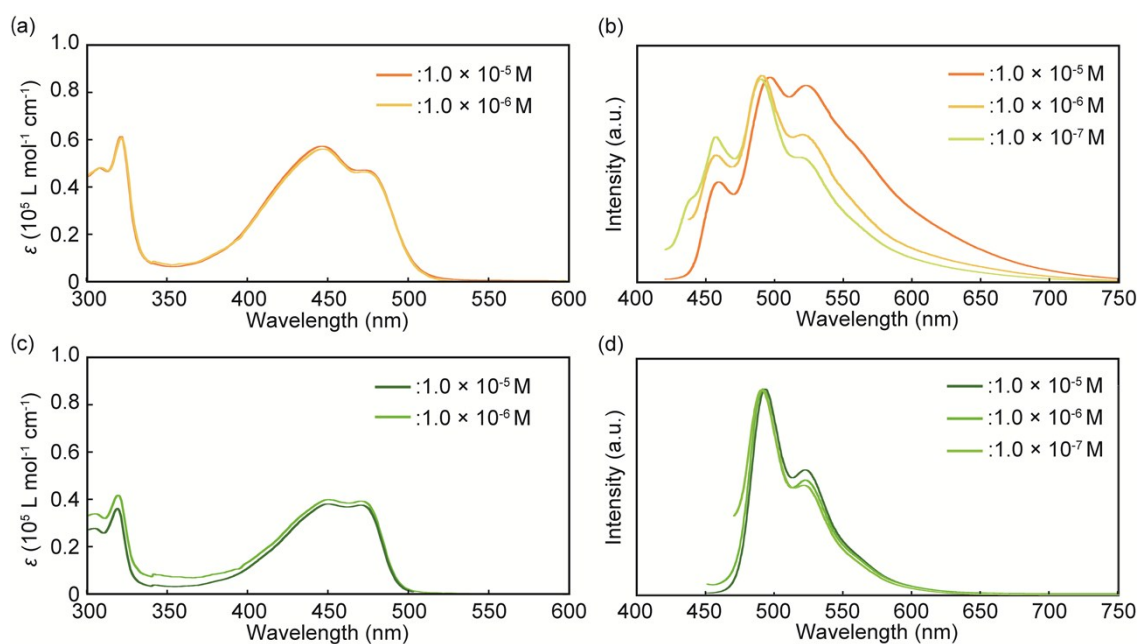 (a)
1.0
0.8
0.6
0.4
0.2
0
ε (10⁵ L mol⁻¹ cm⁻¹)
:1.0 × 10⁻⁵ M
:1.0 × 10⁻⁶ M
300 350 400 450 500 550 600
Wavelength (nm)
(b)
Intensity (a.u.)
:1.0 × 10⁻⁵ M
:1.0 × 10⁻⁶ M
:1.0 × 10⁻⁷ M
400 450 500 550 600 650 700 750
Wavelength (nm)
(c)
1.0
0.8
0.6
0.4
0.2
0
ε (10⁵ L mol⁻¹ cm⁻¹)
:1.0 × 10⁻⁵ M
:1.0 × 10⁻⁶ M
300 350 400 450 500 550 600
Wavelength (nm)
(d)
Intensity (a.u.)
:1.0 × 10⁻⁵ M
:1.0 × 10⁻⁶ M
:1.0 × 10⁻⁷ M
400 450 500 550 600 650 700 750
Wavelength (nm)